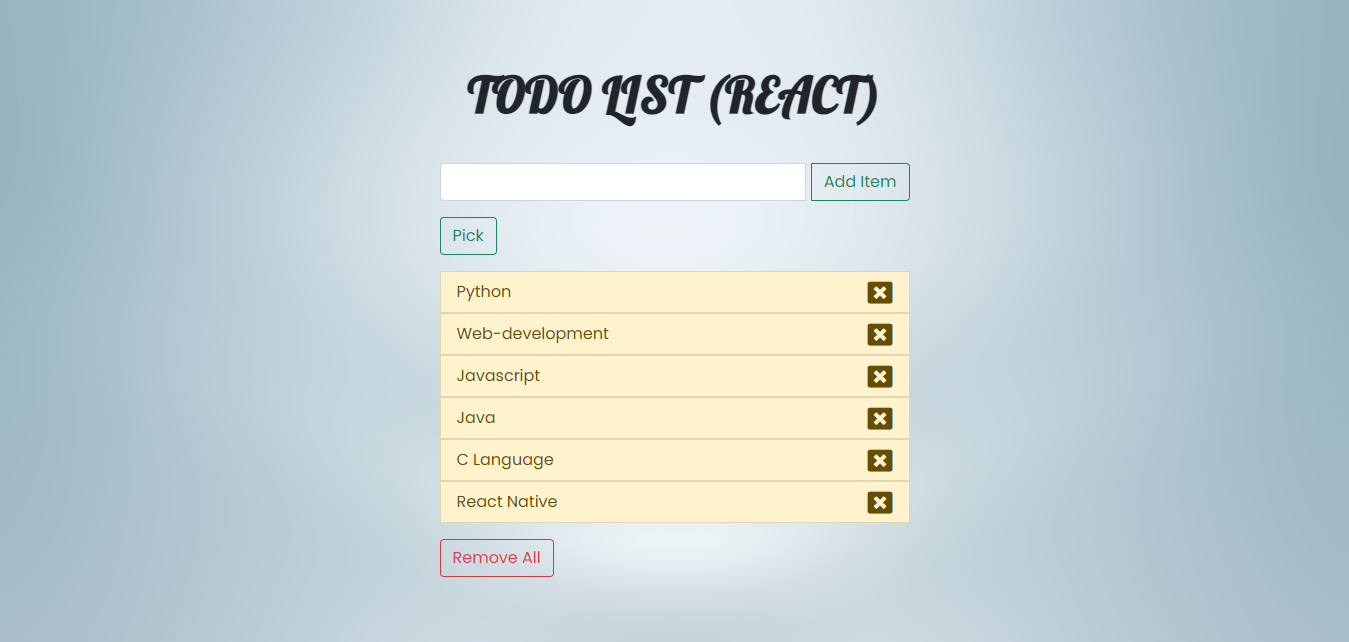 TODO LIST (REACT)
Add Item
Pick
Python
Web-development
Javascript
Java
C Language
React Native
Remove All